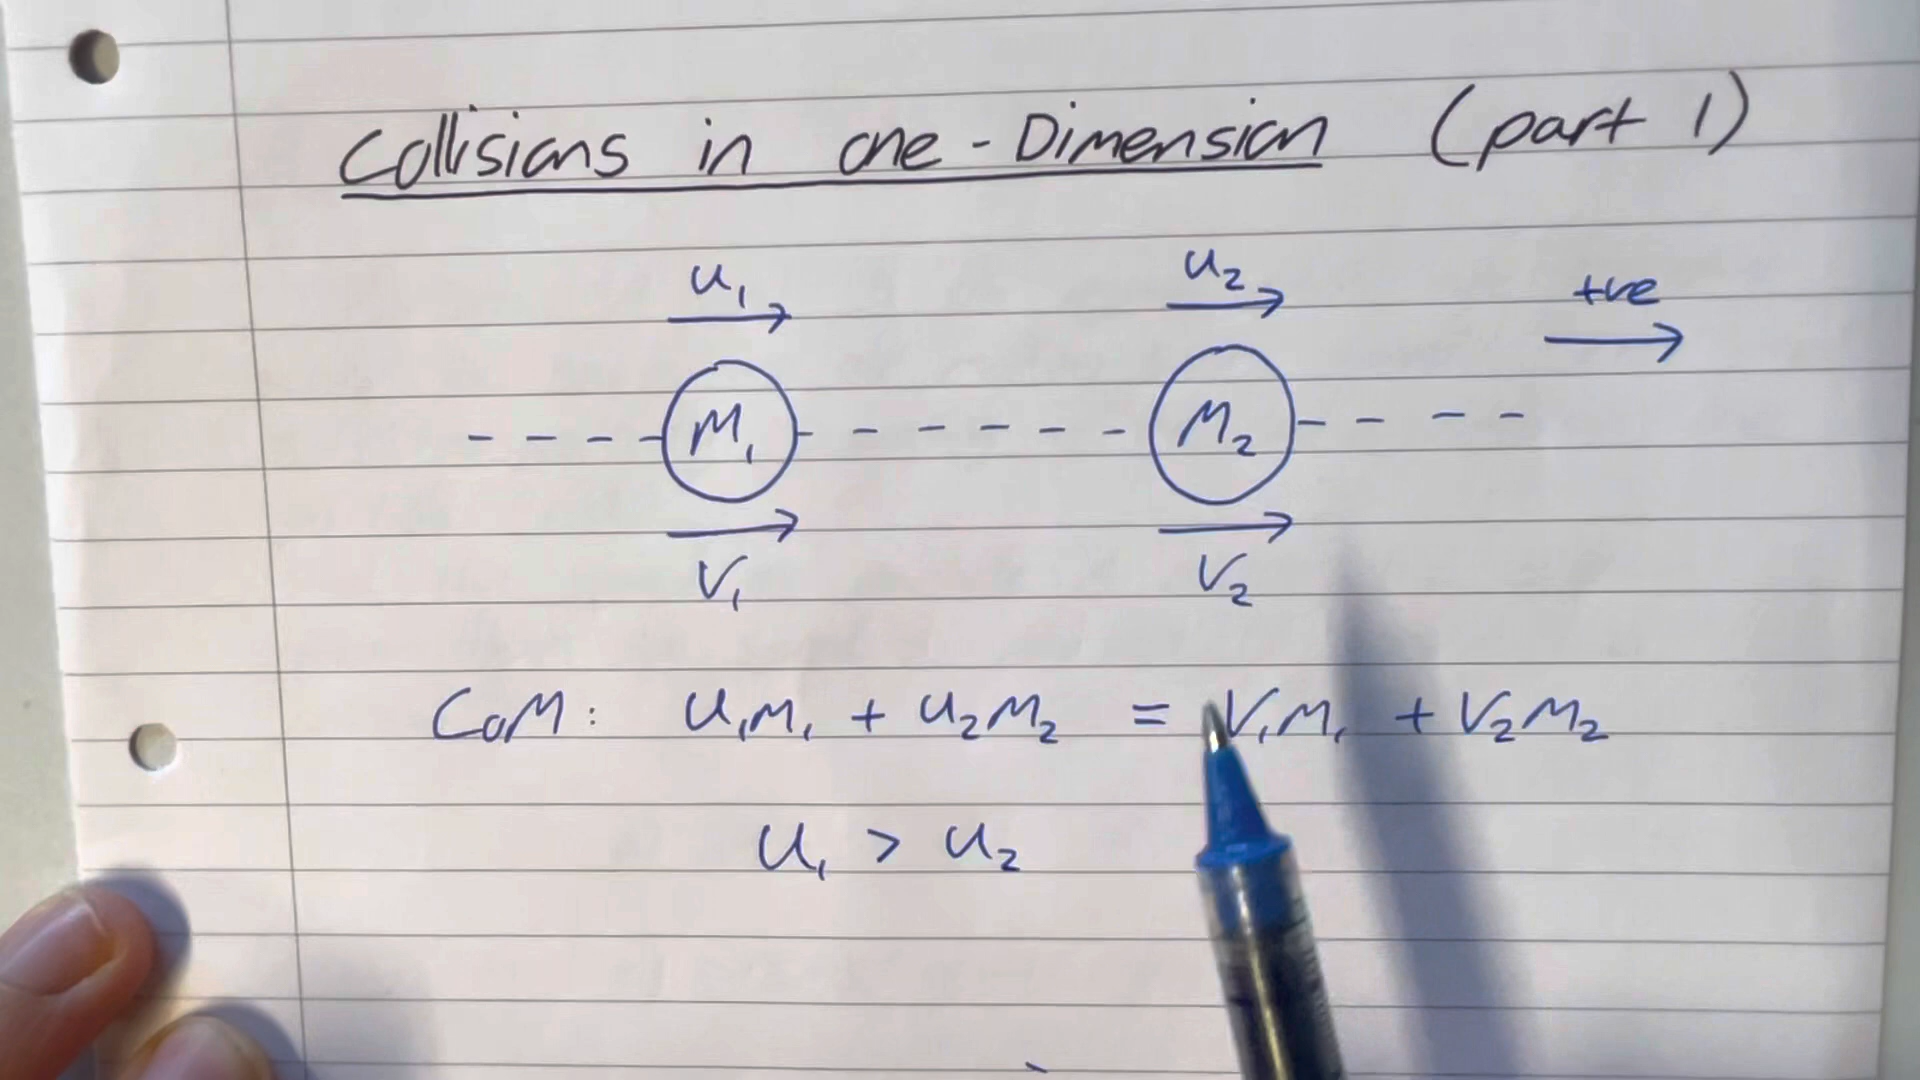 Collisions in one-Dimension (part 1)
u₁ u₂ +ve
M₁ M₂
V₁ V₂
CoM: u₁M₁ + u₂M₂ = V₁M₁ + V₂M₂
u₁ > u₂